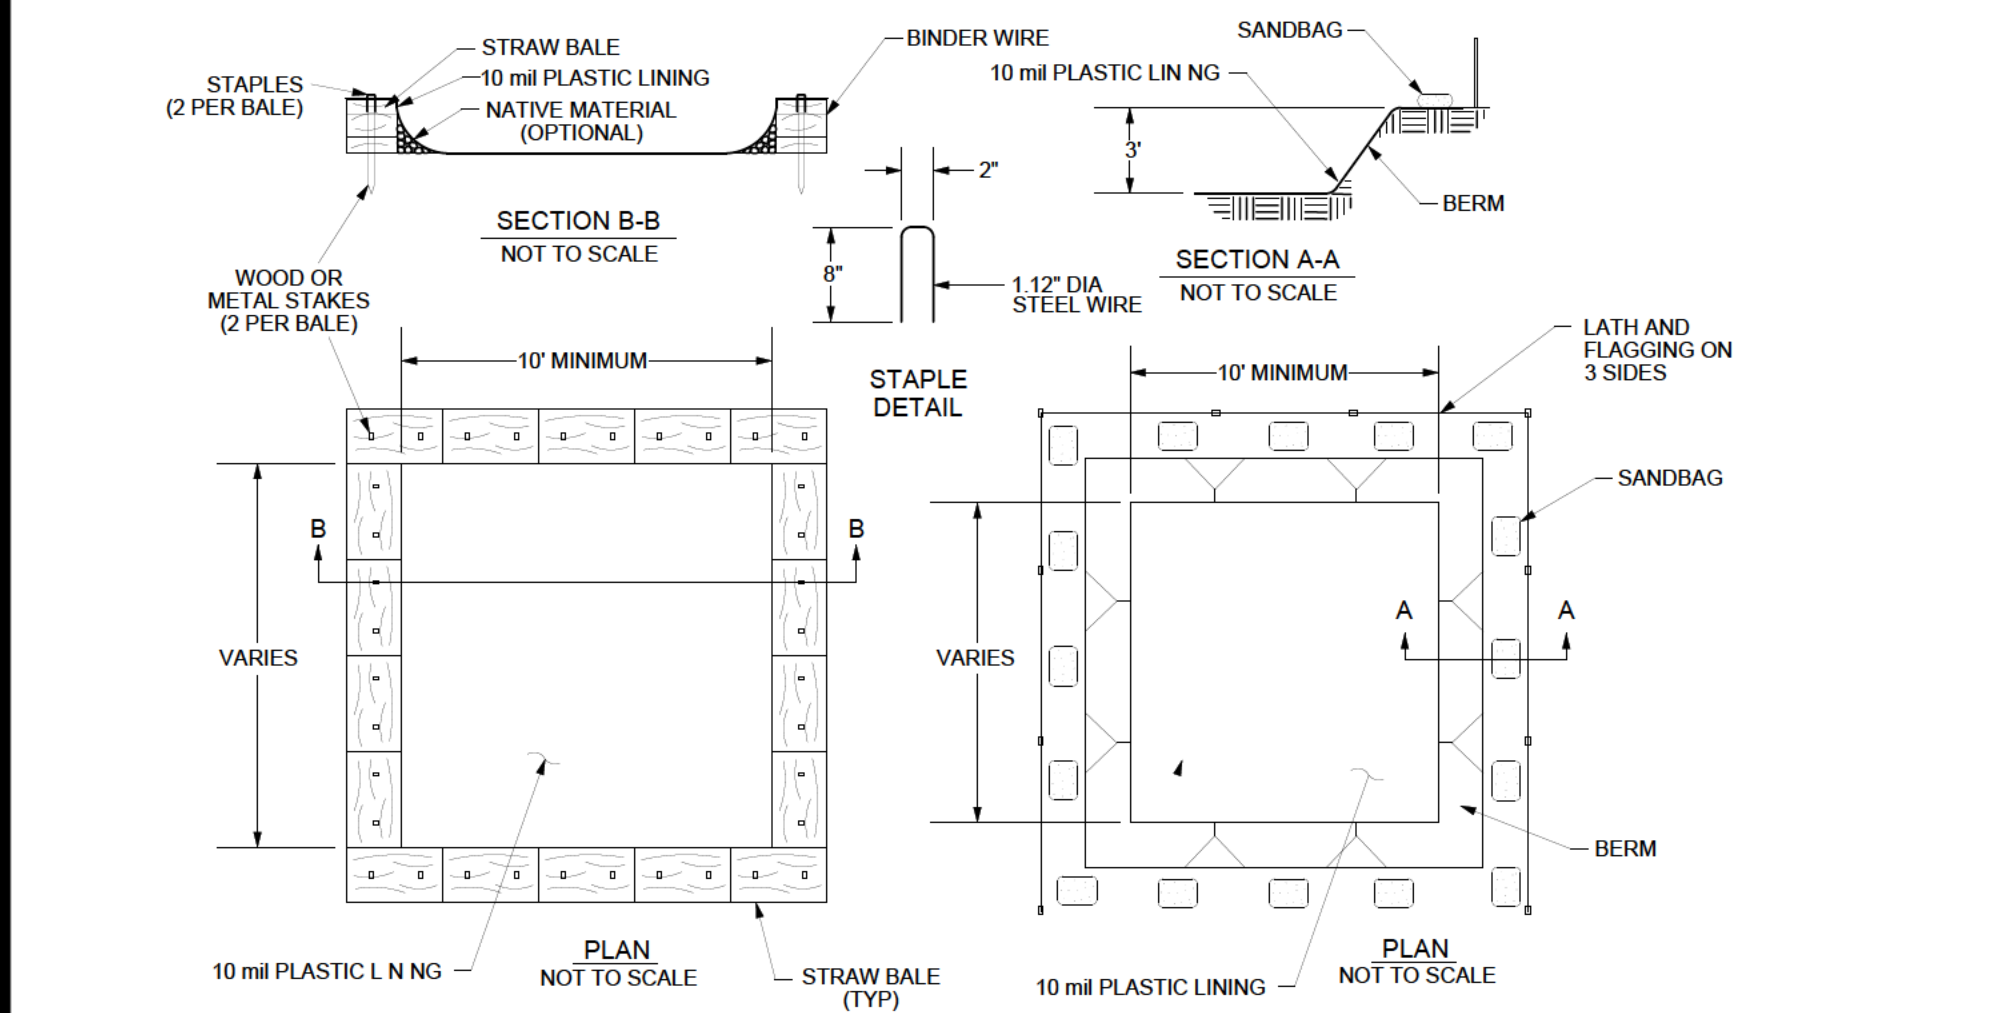 STRAW BALE
10 mil PLASTIC LINING
STAPLES
(2 PER BALE)
NATIVE MATERIAL
(OPTIONAL)
BINDER WIRE
SANDBAG
10 mil PLASTIC LIN NG
3'
BERM
2"
8"
1.12" DIA
STEEL WIRE
STAPLE
DETAIL
SECTION B-B
NOT TO SCALE
SECTION A-A
NOT TO SCALE
WOOD OR
METAL STAKES
(2 PER BALE)
10' MINIMUM
B
B
VARIES
10 mil PLASTIC L N NG
PLAN
NOT TO SCALE
STRAW BALE
(TYP)
10' MINIMUM
LATH AND
FLAGGING ON
3 SIDES
SANDBAG
A
A
VARIES
BERM
10 mil PLASTIC LINING
PLAN
NOT TO SCALE